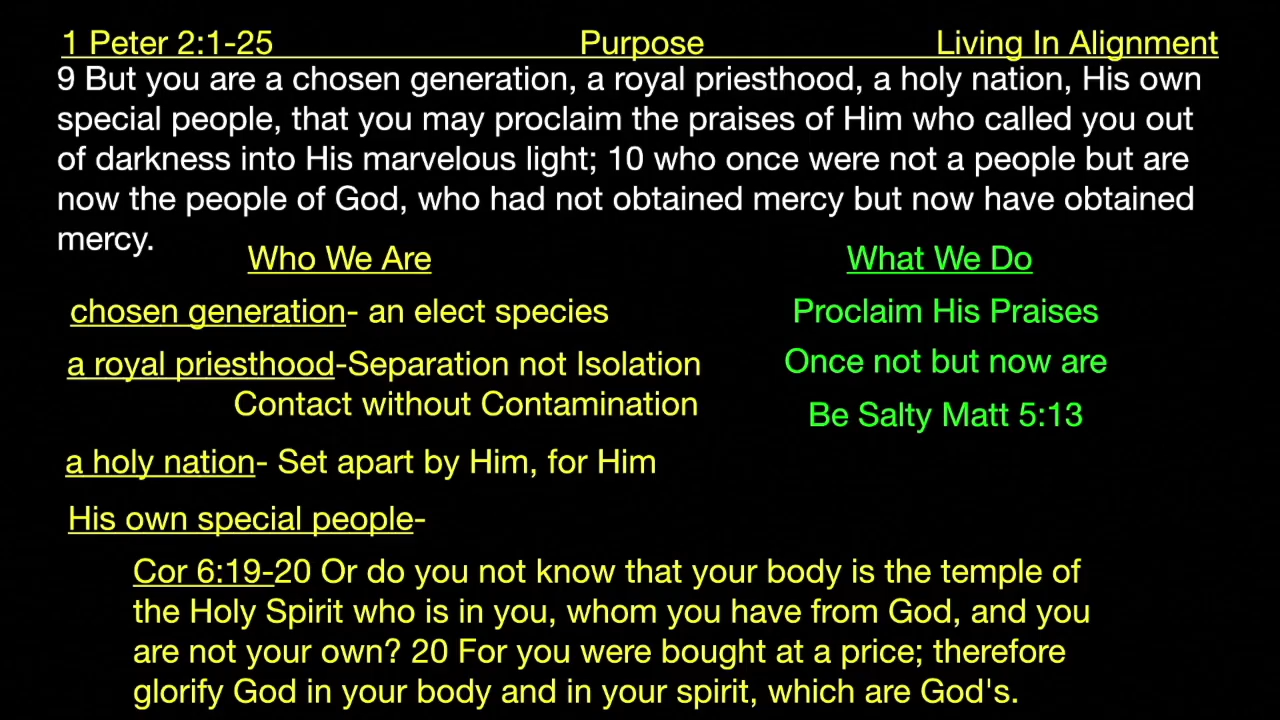 1 Peter 2:1-25 Purpose Living In Alignment
9 But you are a chosen generation, a royal priesthood, a holy nation, His own
special people, that you may proclaim the praises of Him who called you out
of darkness into His marvelous light; 10 who once were not a people but are
now the people of God, who had not obtained mercy but now have obtained
mercy.
Who We Are
chosen generation- an elect species
a royal priesthood-Separation not Isolation
Contact without Contamination
a holy nation- Set apart by Him, for Him
His own special people-
What We Do
Proclaim His Praises
Once not but now are
Be Salty Matt 5:13
Cor 6:19-20 Or do you not know that your body is the temple of
the Holy Spirit who is in you, whom you have from God, and you
are not your own? 20 For you were bought at a price; therefore
glorify God in your body and in your spirit, which are God's.